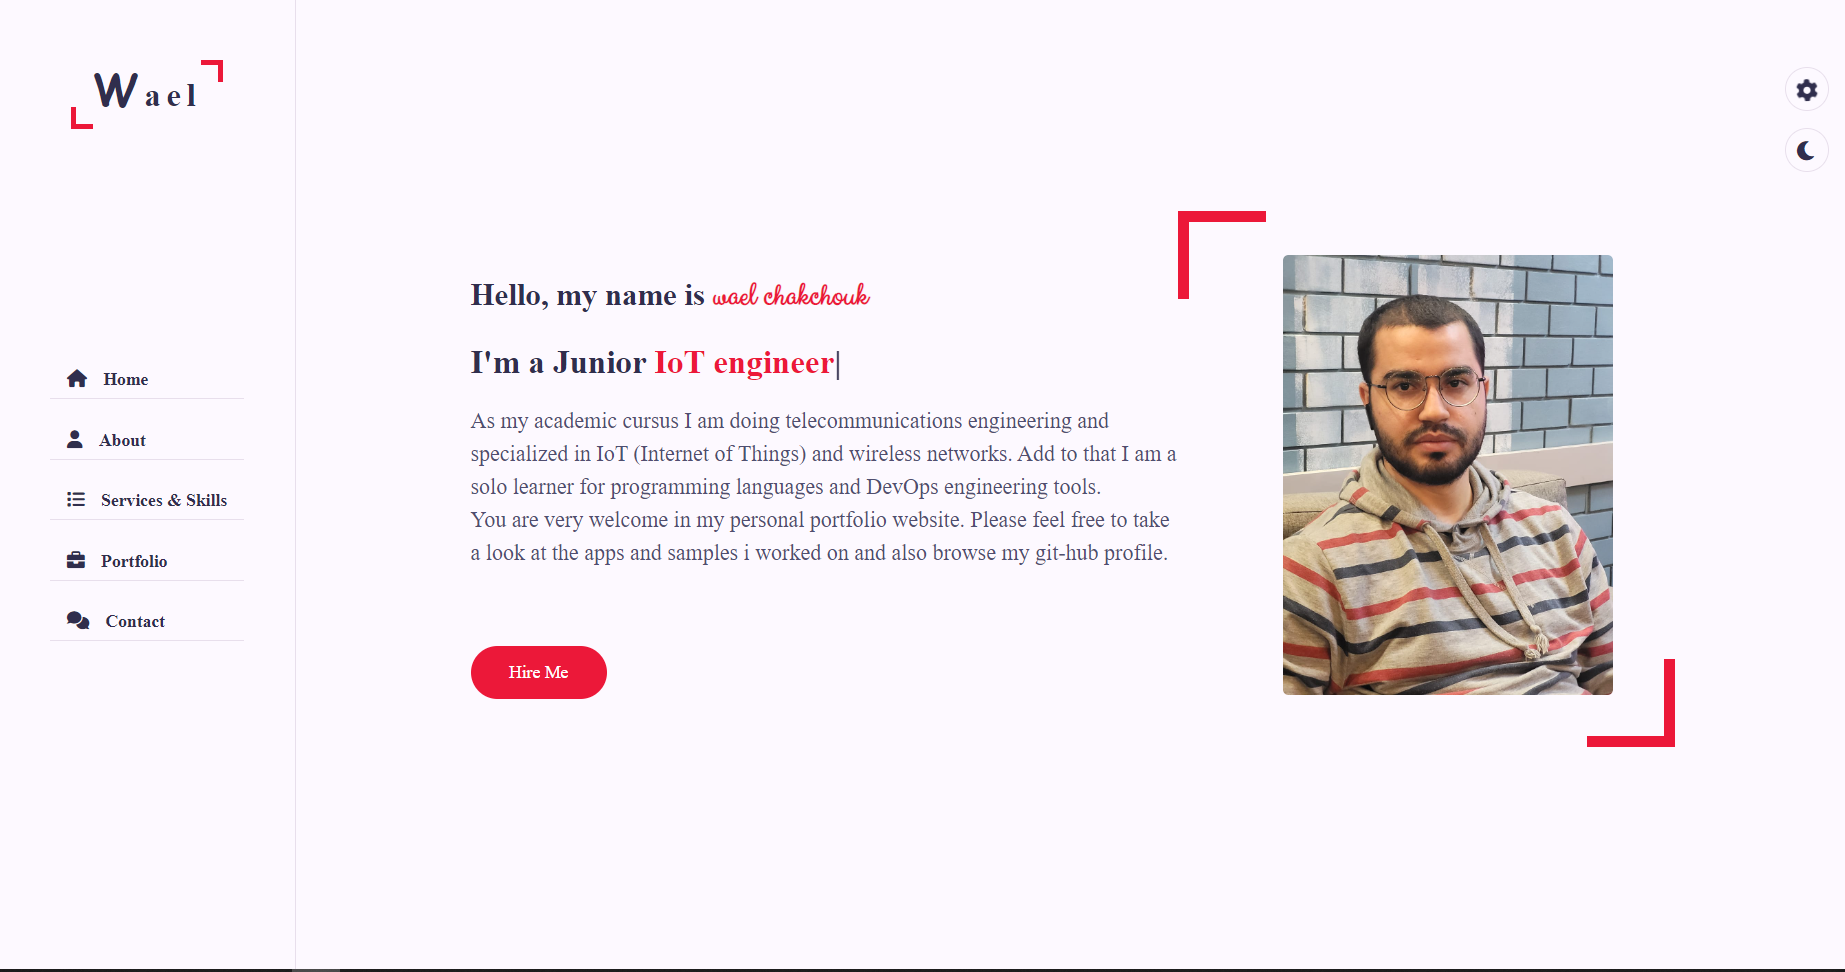 Wael
Home
About
Services & Skills
Portfolio
Contact
Hello, my name is wael chakchouk
I'm a Junior IoT engineer|
As my academic cursus I am doing telecommunications engineering and
specialized in IoT (Internet of Things) and wireless networks. Add to that I am a
solo learner for programming languages and DevOps engineering tools.
You are very welcome in my personal portfolio website. Please feel free to take
a look at the apps and samples i worked on and also browse my git-hub profile.
Hire Me